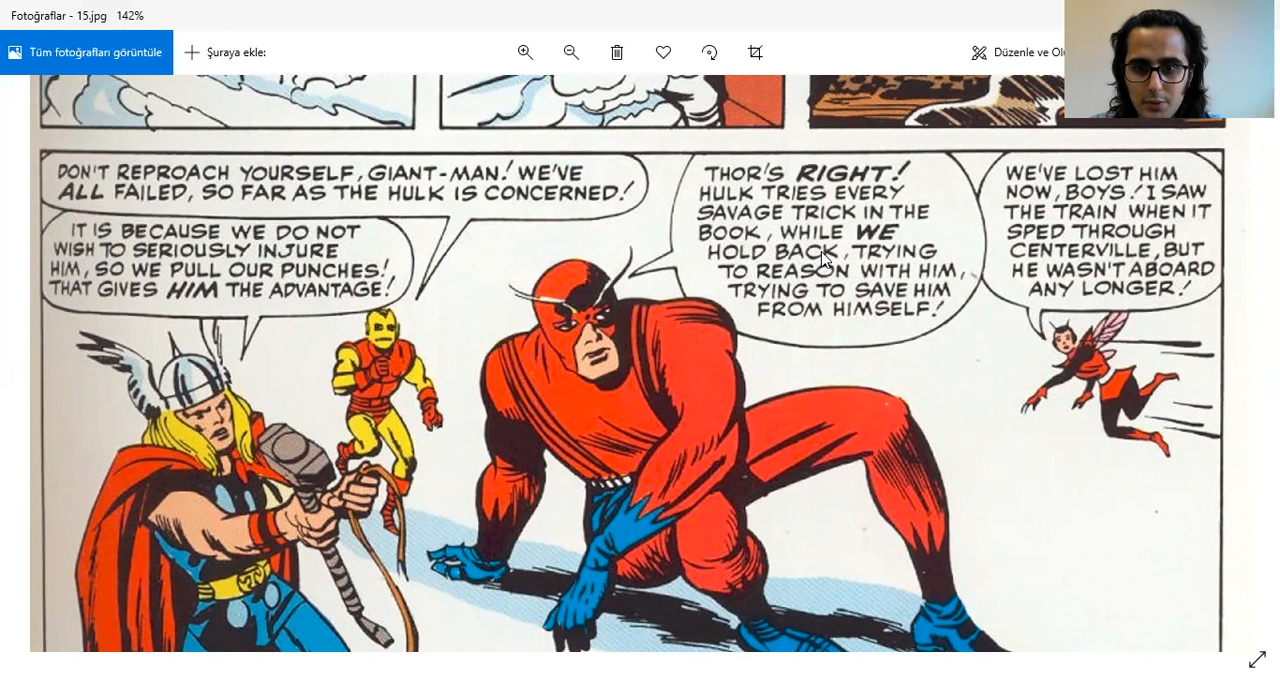 Fotoğraflar - 15.jpg 142%
Tüm fotoğrafları görüntüle
Şuraya ekle:
Düzenle ve Olu
DON'T REPROACH YOURSELF, GIANT-MAN! WE'VE
ALL FAILED, SO FAR AS THE HULK IS CONCERNED!
IT IS BECAUSE WE DO NOT
WISH TO SERIOUSLY INJURE
HIM, SO WE PULL OUR PUNCHES!
THAT GIVES HIM THE ADVANTAGE!
THOR'S RIGHT!
HULK TRIES EVERY
SAVAGE TRICK IN THE
BOOK, WHILE WE
HOLD BACK, TRYING
TO REASON WITH HIM,
TRYING TO SAVE HIM
FROM HIMSELF!
WE'VE LOST HIM
NOW, BOYS! I SAW
THE TRAIN WHEN IT
SPED THROUGH
CENTERVILLE, BUT
HE WASN'T ABOARD
ANY LONGER!